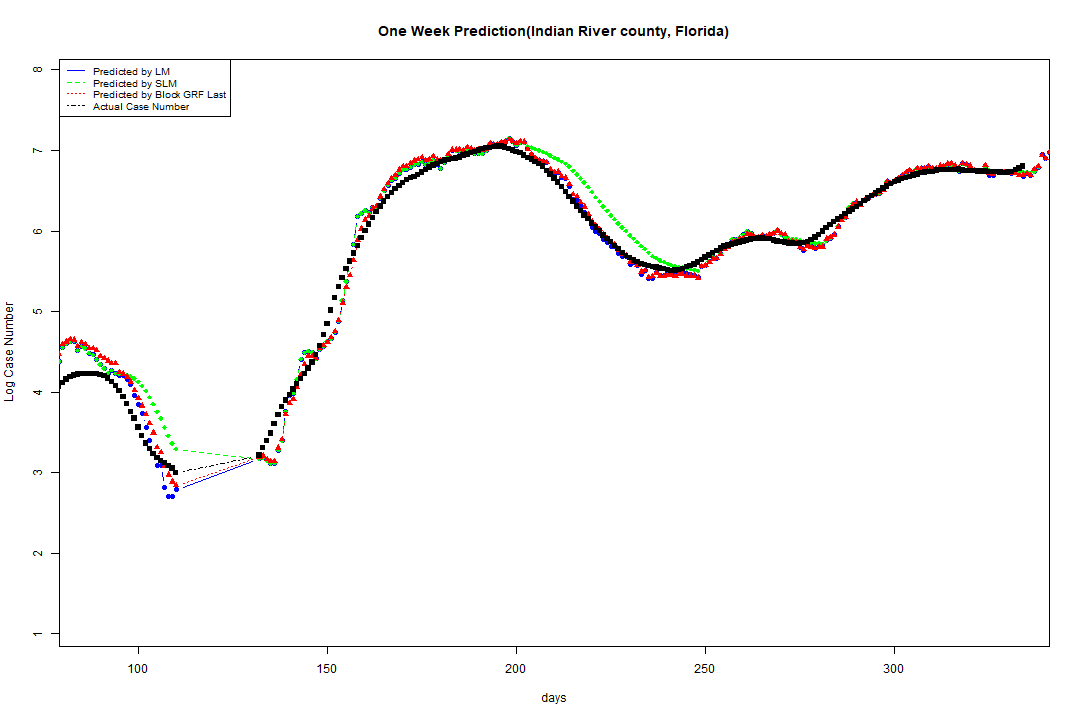 One Week Prediction(Indian River county, Florida)
Predicted by LM
Predicted by SLM
Predicted by Block GRF Last
Actual Case Number
8
7
6
5
4
3
2
1
Log Case Number
100 150 200 250 300
days